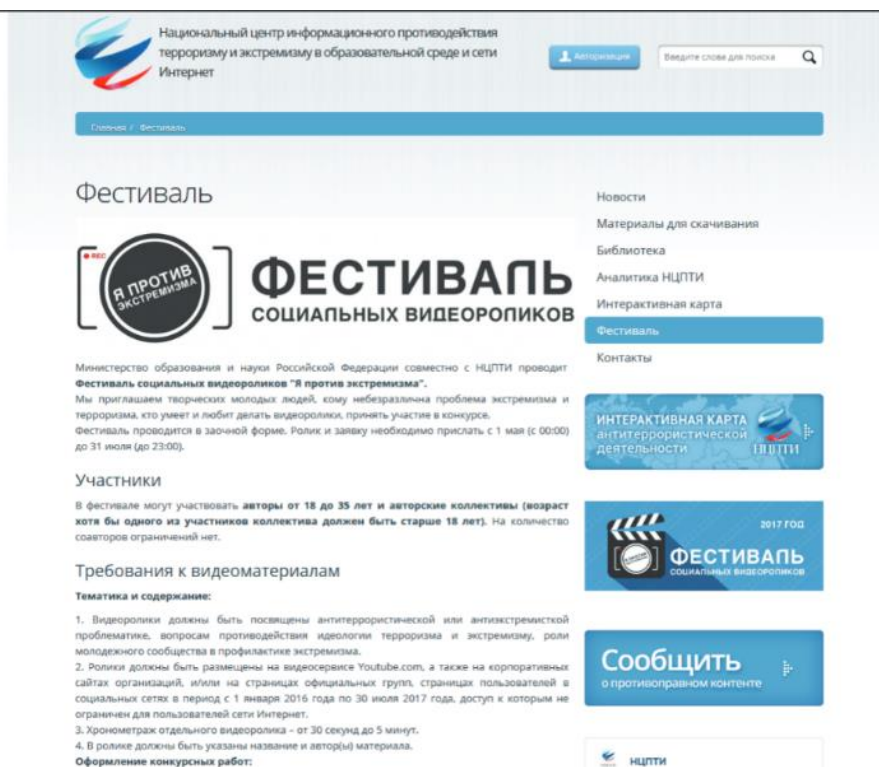 Национальный центр информационного противодействия
терроризму и экстремизму в образовательной среде и сети
Интернет
Авторизация
Введите слова для поиска
Главная / Фестиваль
Фестиваль
REC
Я ПРОТИВ
ЭКСТРЕМИЗМА
ФЕСТИВАЛЬ
СОЦИАЛЬНЫХ ВИДЕОРОЛИКОВ
Министерство образования и науки Российской Федерации совместно с НЦПТИ проводит
Фестиваль социальных видеороликов "Я против экстремизма".
Мы приглашаем творческих молодых людей, кому небезразлична проблема экстремизма и
терроризма, кто умеет и любит делать видеоролики, принять участие в конкурсе.
Фестиваль проводится в заочной форме. Ролик и заявку необходимо прислать с 1 мая (с 00:00)
до 31 июля (до 23:00).
Участники
В фестивале могут участвовать авторы от 18 до 35 лет и авторские коллективы (возраст
хотя бы одного из участников коллектива должен быть старше 18 лет). На количество
соавторов ограничений нет.
Требования к видеоматериалам
Тематика и содержание:
1. Видеоролики должны быть посвящены антитеррористической или антиэкстремисткой
проблематике, вопросам противодействия идеологии терроризма и экстремизму, роли
молодежного сообщества в профилактике экстремизма.
2. Ролики должны быть размещены на видеосервисе Youtube.com, а также на корпоративных
сайтах организаций, и/или на страницах официальных групп, страницах пользователей в
социальных сетях в период с 1 января 2016 года по 30 июля 2017 года, доступ к которым не
ограничен для пользователей сети Интернет.
3. Хронометраж отдельного видеоролика – от 30 секунд до 5 минут.
4. В ролике должны быть указаны название и автор(ы) материала.
Оформление конкурсных работ:
Новости
Материалы для скачивания
Библиотека
Аналитика НЦПТИ
Интерактивная карта
Фестиваль
Контакты
ИНТЕРАКТИВНАЯ КАРТА
антитеррористической
деятельности
НЦПТИ
2017 ГОД
ФЕСТИВАЛЬ
СОЦИАЛЬНЫХ ВИДЕОРОЛИКОВ
Сообщить
о противоправном контенте
НЦПТИ